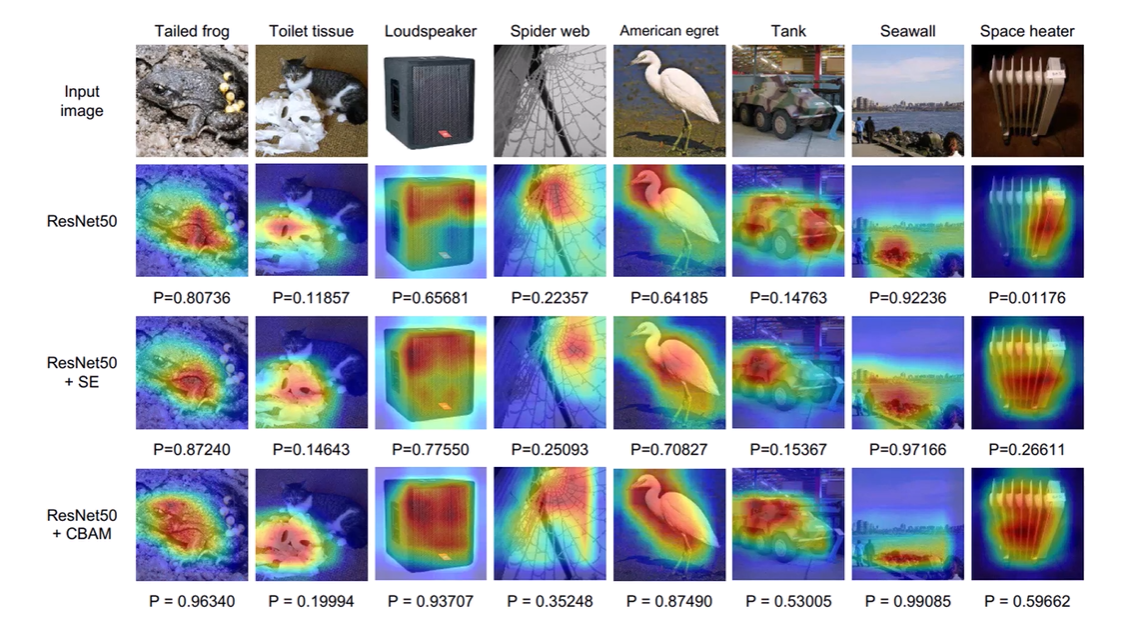 Tailed frog Toilet tissue Loudspeaker Spider web American egret Tank Seawall Space heater
Input
image
ResNet50
P=0.80736 P=0.11857 P=0.65681 P=0.22357 P=0.64185 P=0.14763 P=0.92236 P=0.01176
ResNet50
+ SE
P=0.87240 P=0.14643 P=0.77550 P=0.25093 P=0.70827 P=0.15367 P=0.97166 P=0.26611
ResNet50
+ CBAM
P = 0.96340 P = 0.19994 P = 0.93707 P = 0.35248 P = 0.87490 P = 0.53005 P = 0.99085 P = 0.59662